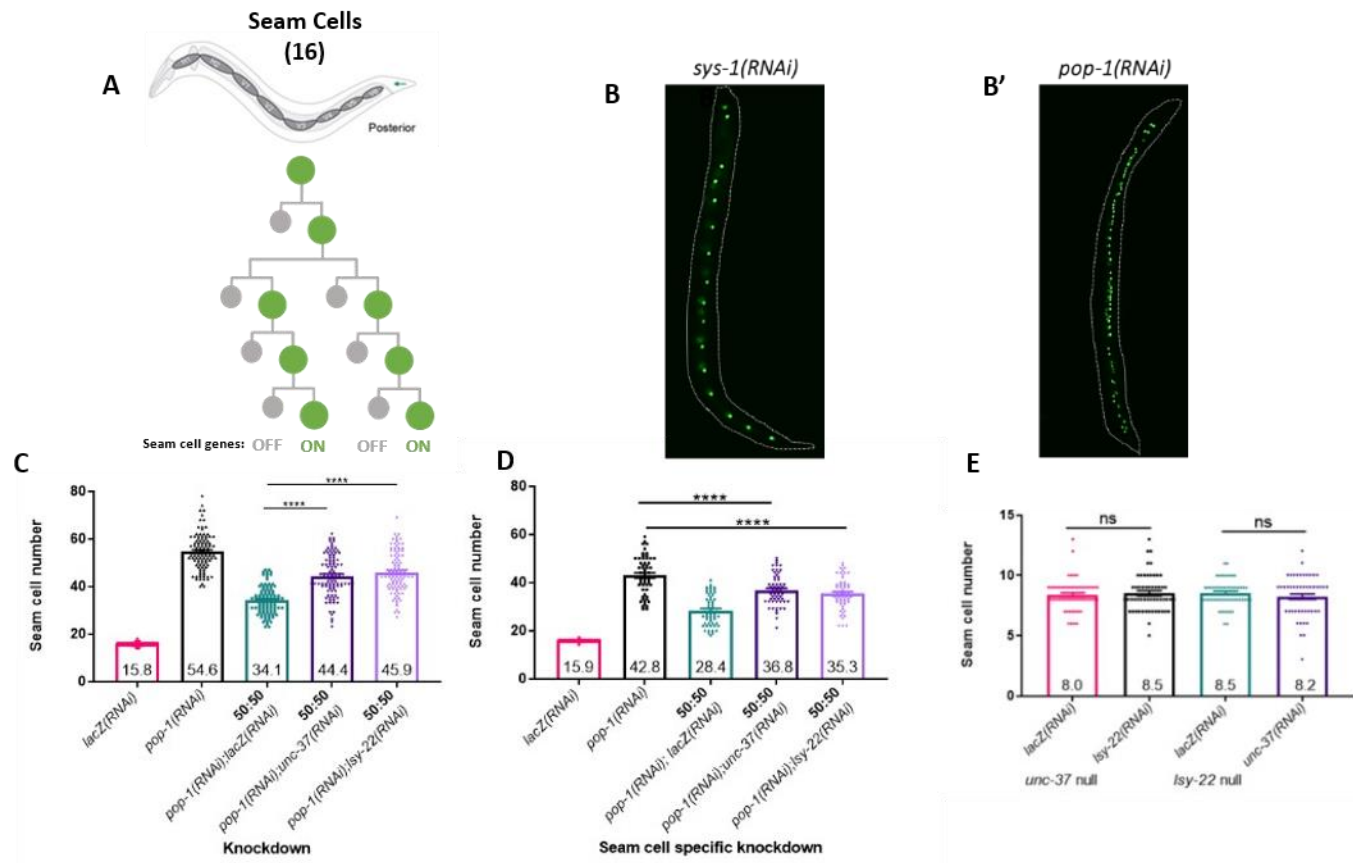 Seam Cells
(16)
A
Posterior
Seam cell genes: OFF ON OFF ON
B
sys-1(RNAi)
B’
pop-1(RNAi)
C
Seam cell number
80
60
40
20
0
****
****
15.8
54.6
34.1
44.4
45.9
50:50
50:50
50:50
lacZ(RNAi)
pop-1(RNAi)
pop-1(RNAi);lacZ(RNAi)
pop-1(RNAi);unc-37(RNAi)
pop-1(RNAi);lsy-22(RNAi)
Knockdown
D
Seam cell number
80
60
40
20
0
****
****
15.9
42.8
28.4
36.8
35.3
50:50
50:50
50:50
lacZ(RNAi)
pop-1(RNAi)
pop-1(RNAi); lacZ(RNAi)
pop-1(RNAi);unc-37(RNAi)
pop-1(RNAi);lsy-22(RNAi)
Seam cell specific knockdown
E
Seam cell number
15
10
5
0
ns
ns
8.0
8.5
8.5
8.2
lacZ(RNAi)
lsy-22(RNAi)
lacZ(RNAi)
unc-37(RNAi)
unc-37 null
lsy-22 null